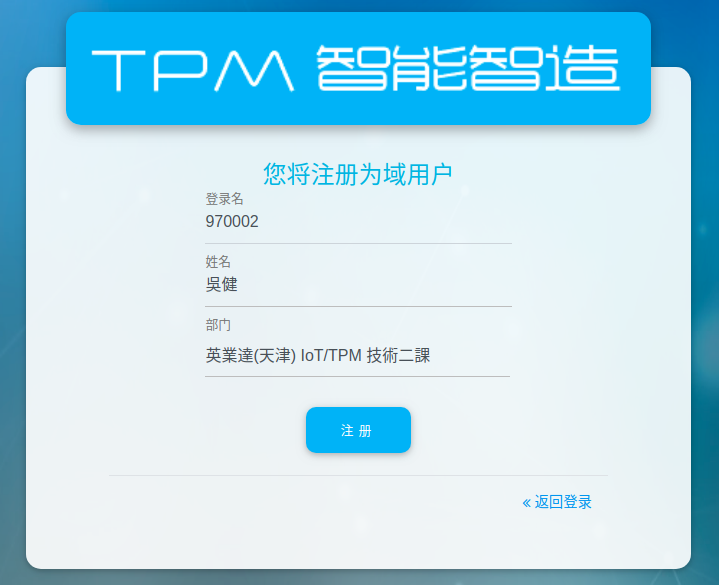 TPM 智能智造
您将注册为域用户
登录名
970002
姓名
吳健
部门
英業達(天津) IoT/TPM 技術二課
注册
« 返回登录